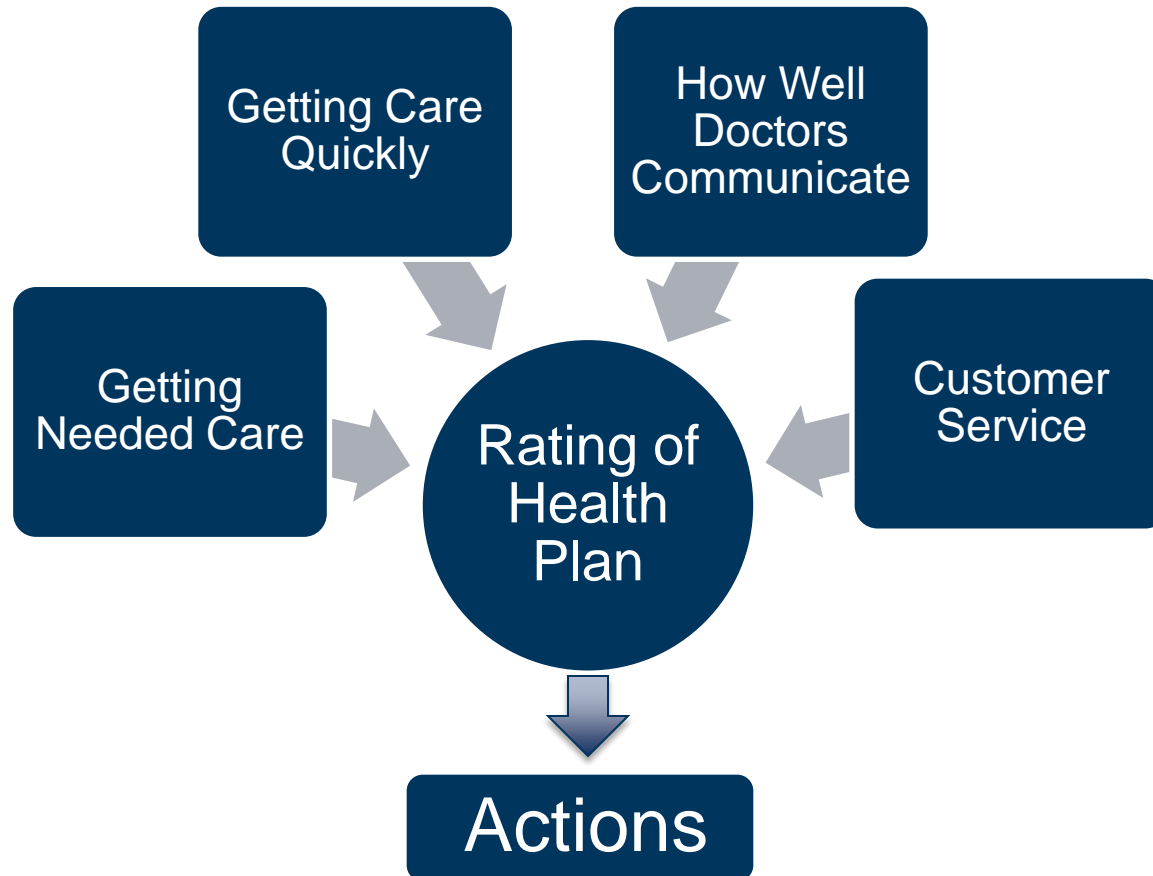 Getting Care
Quickly
How Well
Doctors
Communicate
Getting
Needed Care
Customer
Service
Rating of
Health
Plan
Actions